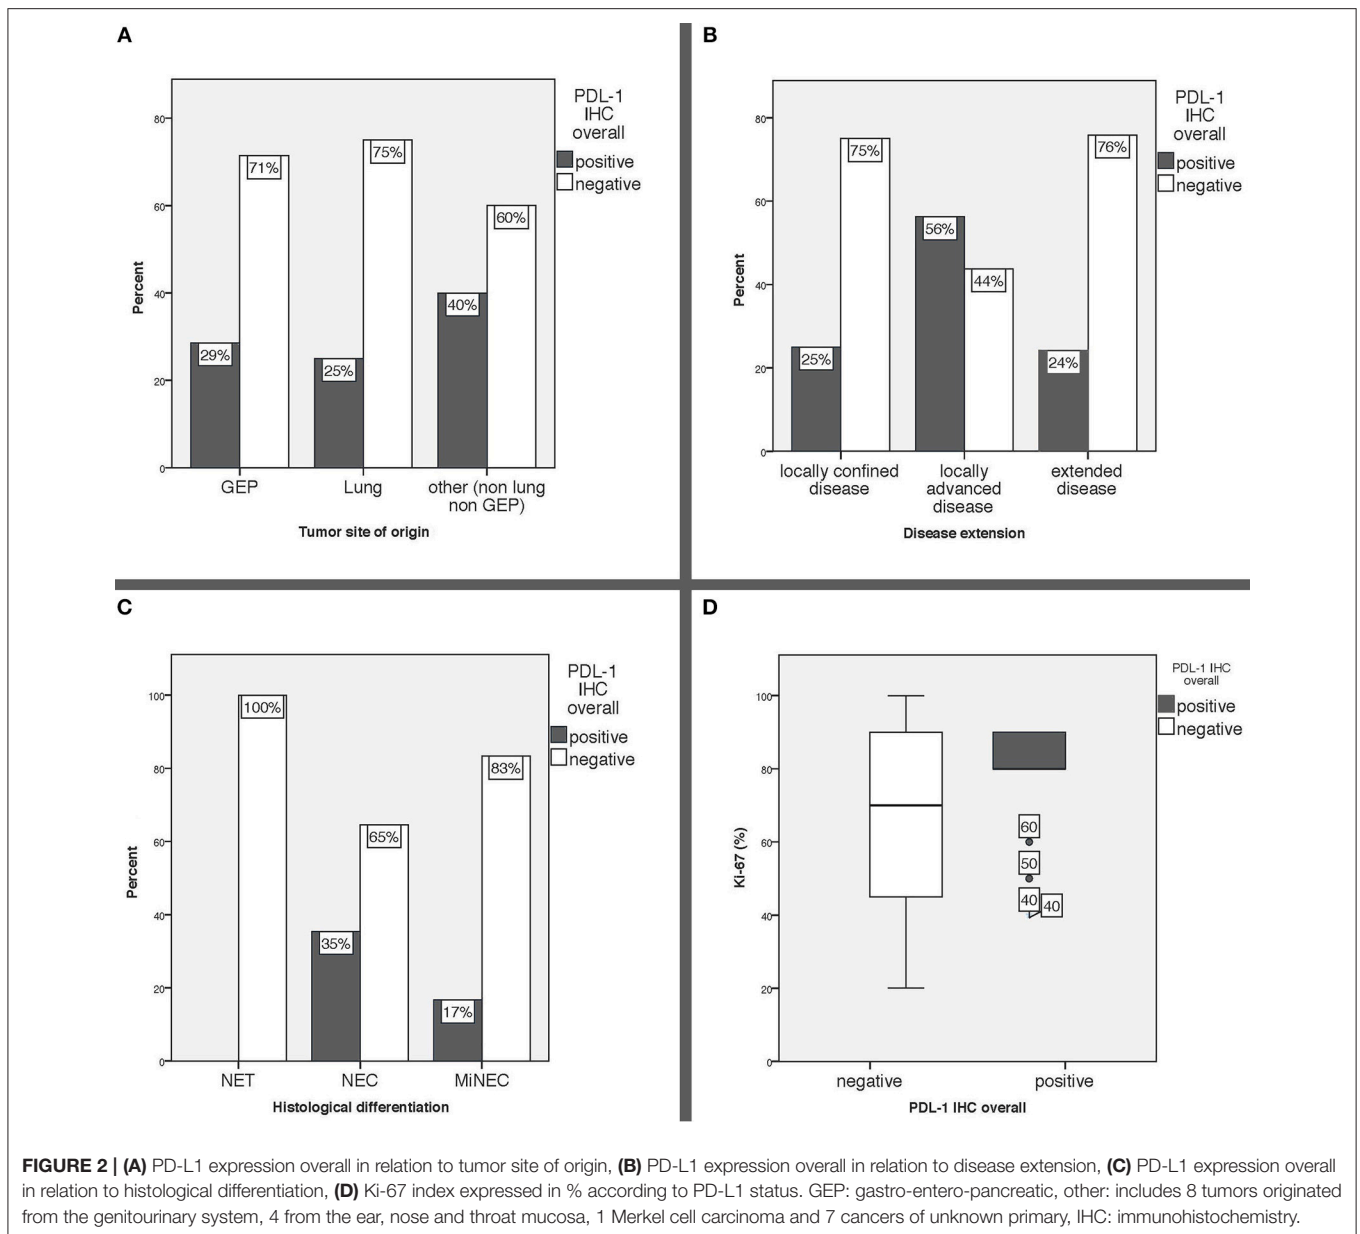 A
PDL-1
IHC
overall
positive
negative
80
60
40
20
0
Percent
29%
71%
25%
75%
40%
60%
GEP
Lung
other (non lung
non GEP)
Tumor site of origin
B
PDL-1
IHC
overall
positive
negative
80
60
40
20
0
Percent
25%
75%
56%
44%
24%
76%
locally confined
disease
locally
advanced
disease
extended
disease
Disease extension
C
PDL-1
IHC
overall
positive
negative
100
80
60
40
20
0
Percent
100%
35%
65%
17%
83%
NET
NEC
MiNEC
Histological differentiation
D
PDL-1 IHC
overall
positive
negative
100
80
60
40
20
0
Ki-67 (%)
60
50
40
40
negative
positive
PDL-1 IHC overall
FIGURE 2 | (A) PD-L1 expression overall in relation to tumor site of origin, (B) PD-L1 expression overall in relation to disease extension, (C) PD-L1 expression overall
in relation to histological differentiation, (D) Ki-67 index expressed in % according to PD-L1 status. GEP: gastro-entero-pancreatic, other: includes 8 tumors originated
from the genitourinary system, 4 from the ear, nose and throat mucosa, 1 Merkel cell carcinoma and 7 cancers of unknown primary, IHC: immunohistochemistry.